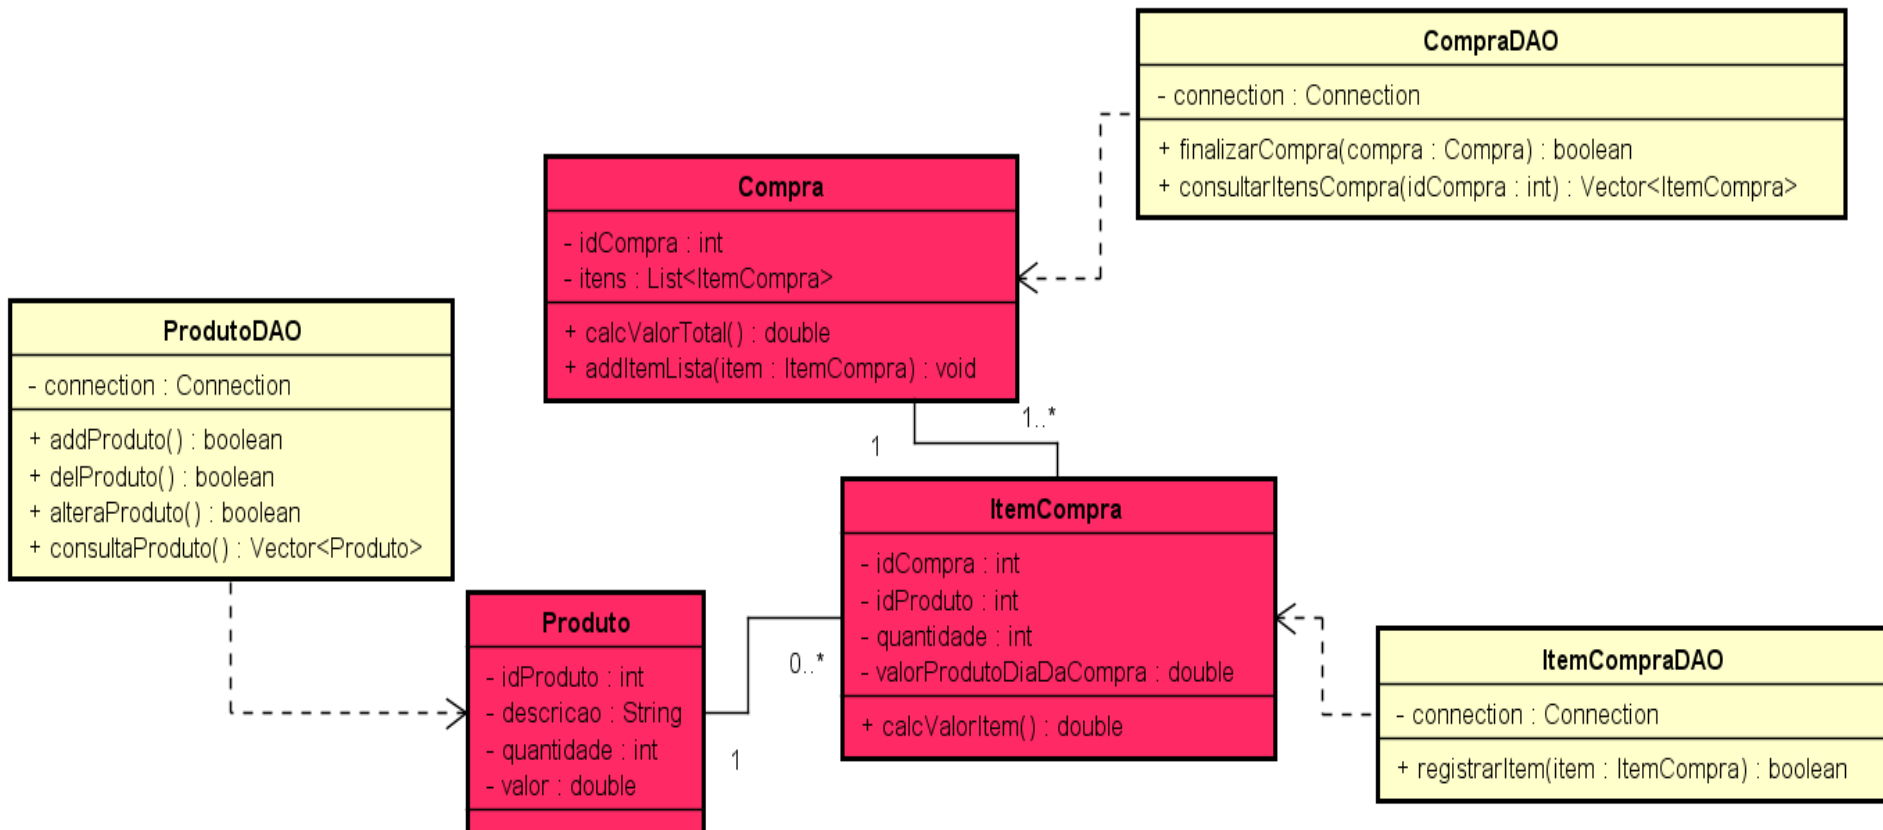 CompraDAO
- connection : Connection
+ finalizarCompra(compra : Compra) : boolean
+ consultarItensCompra(idCompra : int) : Vector<ItemCompra>
Compra
- idCompra : int
- itens : List<ItemCompra>
+ calcValorTotal() : double
+ addItemLista(item : ItemCompra) : void
ProdutoDAO
- connection : Connection
+ addProduto() : boolean
+ delProduto() : boolean
+ alteraProduto() : boolean
+ consultaProduto() : Vector<Produto>
1
1..*
ItemCompra
- idCompra : int
- idProduto : int
- quantidade : int
- valorProdutoDiaDaCompra : double
+ calcValorItem() : double
Produto
- idProduto : int
- descricao : String
- quantidade : int
- valor : double
0..*
1
ItemCompraDAO
- connection : Connection
+ registrarItem(item : ItemCompra) : boolean